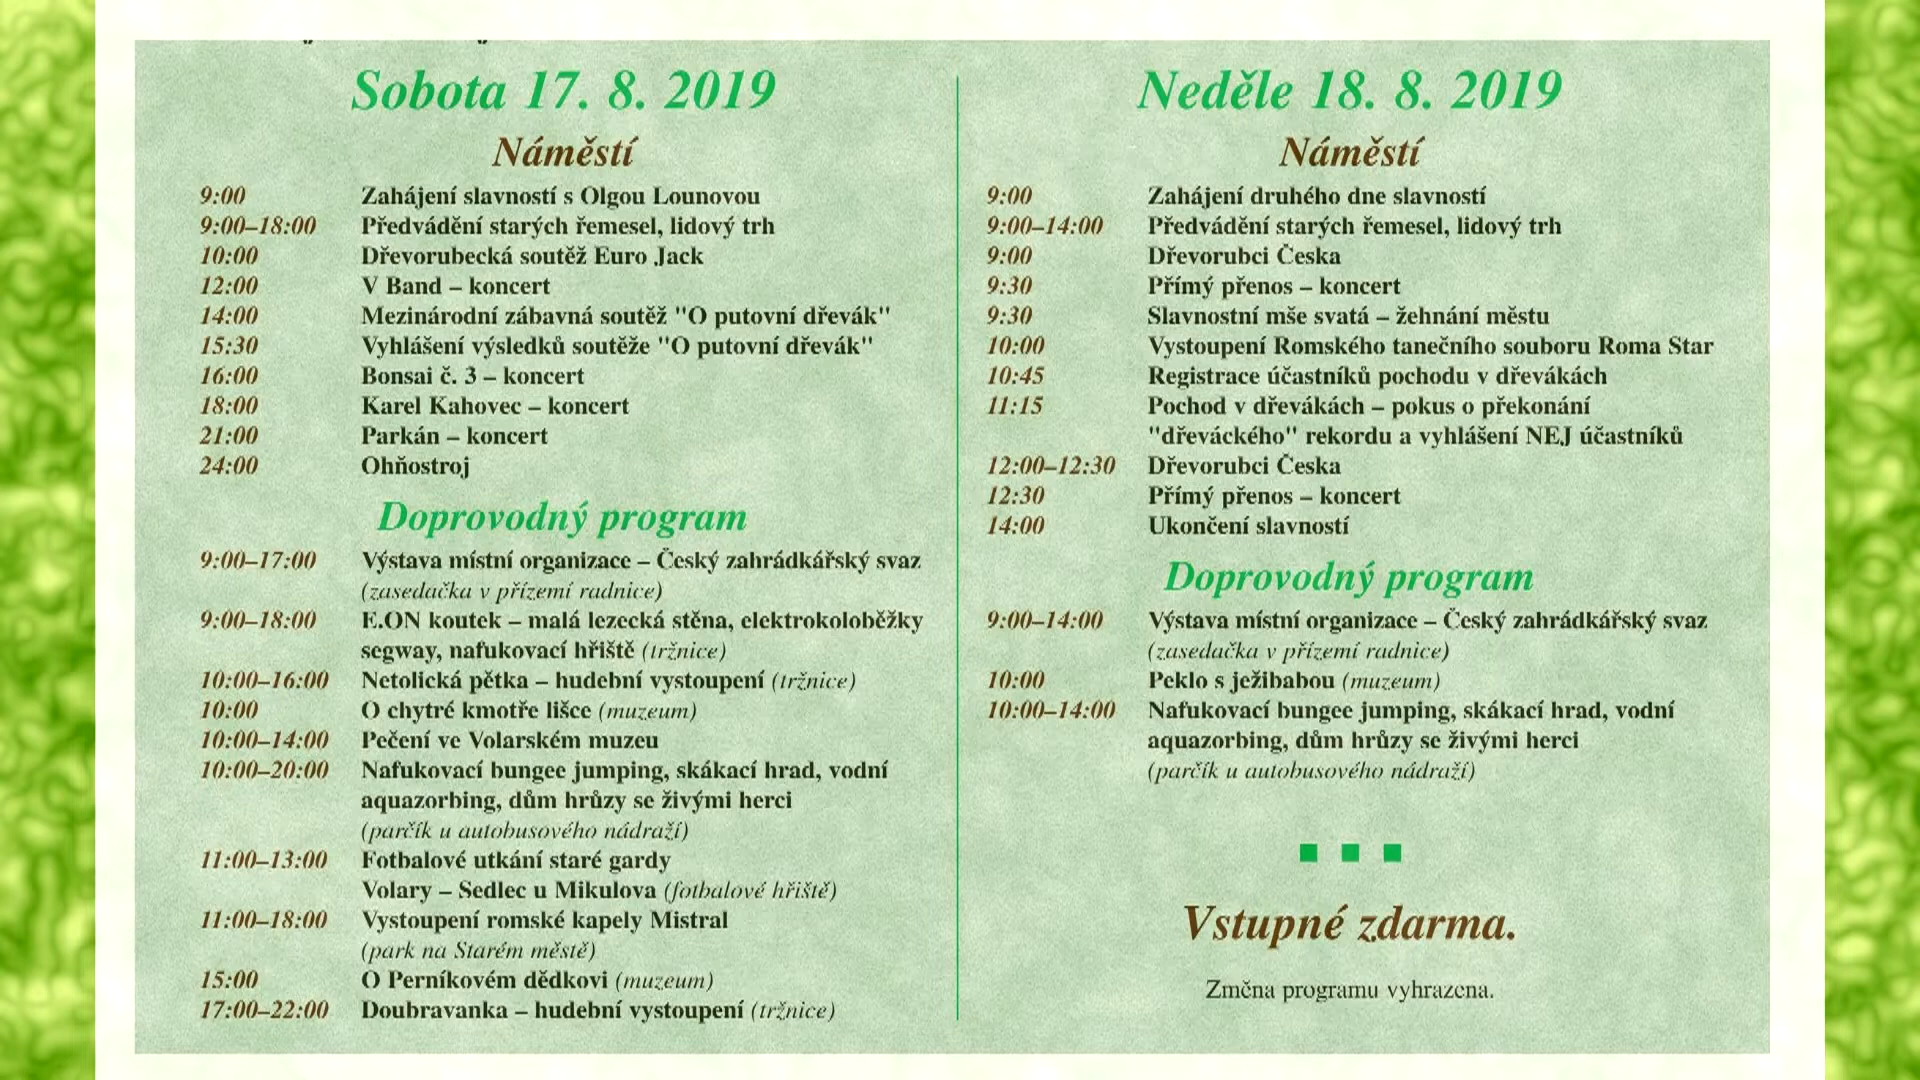 Sobota 17. 8. 2019
Náměstí
9:00 Zahájení slavností s Olgou Lounovou
9:00–18:00 Předvádění starých řemesel, lidový trh
10:00 Dřevorubecká soutěž Euro Jack
12:00 V Band – koncert
14:00 Mezinárodní zábavná soutěž "O putovní dřevák"
15:30 Vyhlášení výsledků soutěže "O putovní dřevák"
16:00 Bonsai č. 3 – koncert
18:00 Karel Kahovec – koncert
21:00 Parkán – koncert
24:00 Ohňostroj
Doprovodný program
9:00–17:00 Výstava místní organizace – Český zahrádkářský svaz
(zasedačka v přízemí radnice)
9:00–18:00 E.ON koutek – malá lezecká stěna, elektrokoloběžky
segway, nafukovací hřiště (tržnice)
10:00–16:00 Netolická pětka – hudební vystoupení (tržnice)
10:00 O chytré kmotře lišce (muzeum)
10:00–14:00 Pečení ve Volarském muzeu
10:00–20:00 Nafukovací bungee jumping, skákací hrad, vodní
aquazorbing, dům hrůzy se živými herci
(parčík u autobusového nádraží)
11:00–13:00 Fotbalové utkání staré gardy
Volary – Sedlec u Mikulova (fotbalové hřiště)
11:00–18:00 Vystoupení romské kapely Mistral
(park na Starém městě)
15:00 O Perníkovém dědkovi (muzeum)
17:00–22:00 Doubravanka – hudební vystoupení (tržnice)
Neděle 18. 8. 2019
Náměstí
9:00 Zahájení druhého dne slavností
9:00–14:00 Předvádění starých řemesel, lidový trh
9:00 Dřevorubci Česka
9:30 Přímý přenos – koncert
9:30 Slavnostní mše svatá – žehnání městu
10:00 Vystoupení Romského tanečního souboru Roma Star
10:45 Registrace účastníků pochodu v dřevákách
11:15 Pochod v dřevákách – pokus o překonání
"dřeváckého" rekordu a vyhlášení NEJ účastníků
12:00–12:30 Dřevorubci Česka
12:30 Přímý přenos – koncert
14:00 Ukončení slavností
Doprovodný program
9:00–14:00 Výstava místní organizace – Český zahrádkářský svaz
(zasedačka v přízemí radnice)
10:00 Peklo s ježibabou (muzeum)
10:00–14:00 Nafukovací bungee jumping, skákací hrad, vodní
aquazorbing, dům hrůzy se živými herci
(parčík u autobusového nádraží)
Vstupné zdarma.
Změna programu vyhrazena.